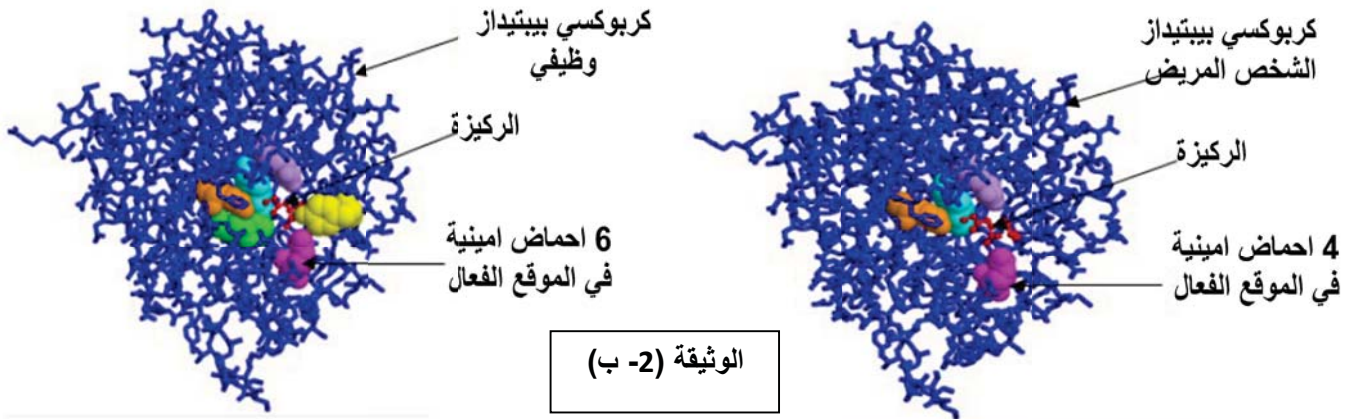 كربوكسي بيبتيداز
وظيفي
الركيزة
6 احماض امينية
في الموقع الفعال
كربوكسي بيبتيداز
الشخص المريض
الركيزة
4 احماض امينية
في الموقع الفعال
الوثيقة (2- ب)